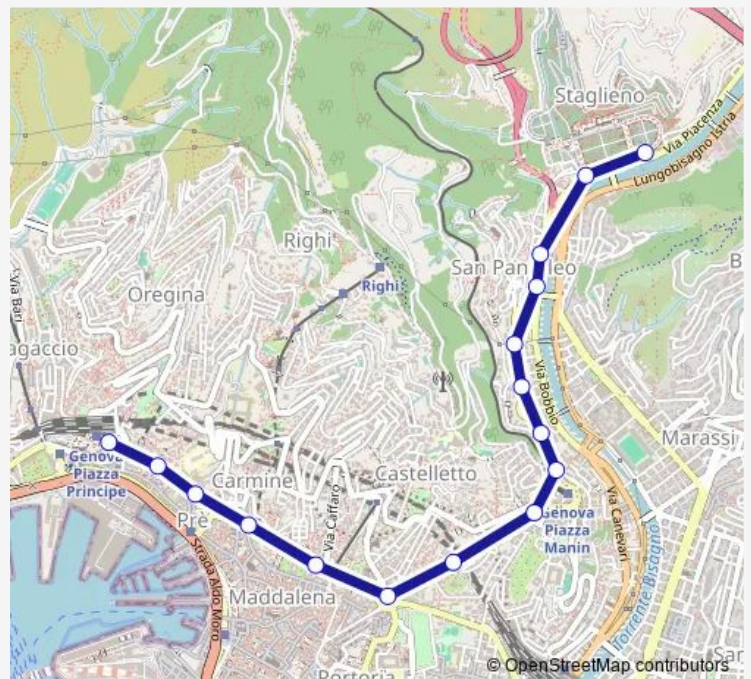 Staglieno
Via Piacenza
Lungobisagno Istria
Righi
San Pan
leo
B
Righi
Oregina
Via Bari
agaccio
Via Bobbio
Marassi
Genova
Piazza
Principe
Carmine
Castelletto
Prè
Via Caffaro
Genova
Piazza
Manin
Via Canevari
Strada Aldo Moro
Maddalena
Torrente Bisagno
Portoria
San
© OpenStreetMap contributors